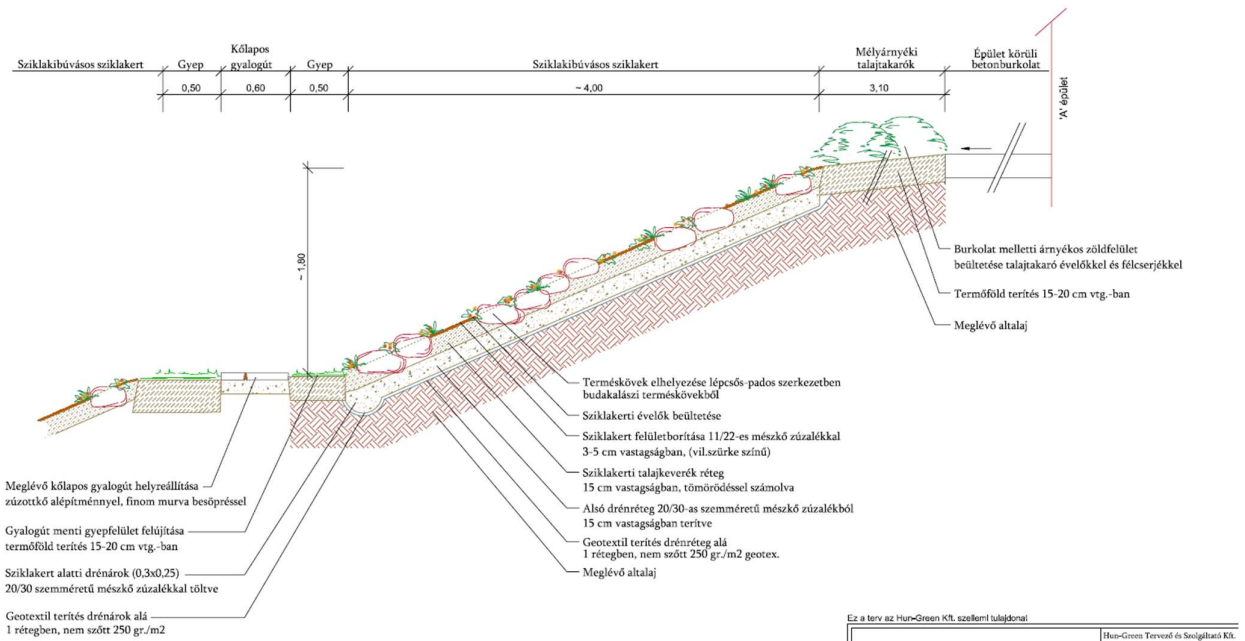 Sziklakibúvásos sziklakert
Gyep
Kőlapos
gyalogút
Gyep
Sziklakibúvásos sziklakert
Mélyárnyéki
talajtakarók
Épület körüli
betonburkolat
0,50
0,60
0,50
~ 4,00
3,10
'A' épület
~ 1,80
Burkolat melletti árnyékos zöldfelület
beültetése talajtakaró évelőkkel és félcserjékkel
Termőföld terítés 15-20 cm vtg.-ban
Meglévő altalaj
Terméskövek elhelyezése lépcsős-pados szerkezetben
budakalászi terméskövekből
Sziklakerti évelők beültetése
Sziklakert felületborítása 11/22-es mészkő zúzalékkal
3-5 cm vastagságban, (vil.szürke színű)
Sziklakerti talajkeverék réteg
15 cm vastagságban, tömörödéssel számolva
Alsó drénréteg 20/30-as szemméretű mészkő zúzalékból
15 cm vastagságban terítve
Geotextil terítés drénréteg alá
1 rétegben, nem szőtt 250 gr./m2 geotex.
Meglévő altalaj
Meglévő kőlapos gyalogút helyreállítása
zúzottkő alépítménnyel, finom murva besöpréssel
Gyalogút menti gyepfelület felújítása
termőföld terítés 15-20 cm vtg.-ban
Sziklakert alatti drénárok (0,3x0,25)
20/30 szemméretű mészkő zúzalékkal töltve
Geotextil terítés drénárok alá
1 rétegben, nem szőtt 250 gr./m2
Ez a terv az Hun-Green Kft. szellemi tulajdona!
Hun-Green Tervező és Szolgáltató Kft.